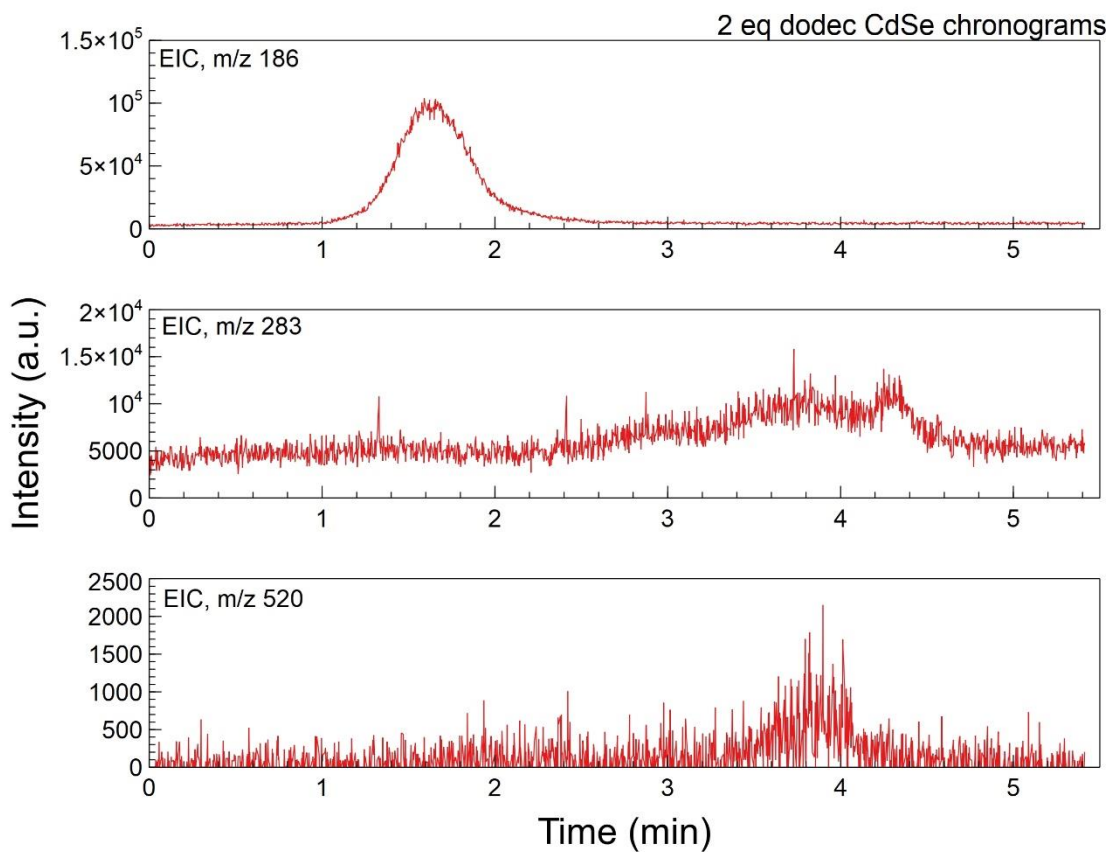 2 eq dodec CdSe chronograms
1.5×10⁵
EIC, m/z 186
10⁵
5×10⁴
0
0 1 2 3 4 5
2×10⁴
EIC, m/z 283
1.5×10⁴
10⁴
5000
0
0 1 2 3 4 5
Intensity (a.u.)
2500
EIC, m/z 520
2000
1500
1000
500
0
0 1 2 3 4 5
Time (min)